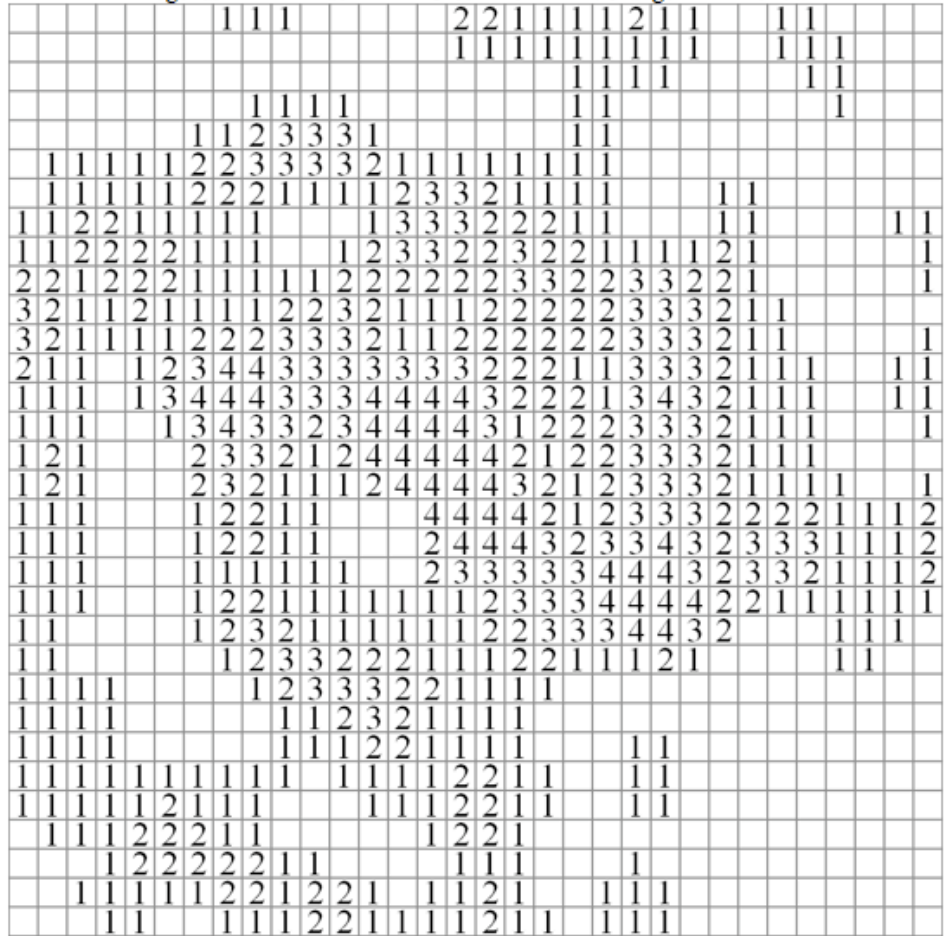 1 1 1 2 2 1 1 1 1 2 1 1 1 1
1 1 1 1 1 1 1 1 1 1 1 1
1 1 1 1 1 1
1 1 1 1 1 1 1
1 1 2 3 3 3 1 1 1
1 1 1 1 1 2 2 3 3 3 3 2 1 1 1 1 1 1 1 1
1 1 1 1 1 2 2 2 1 1 1 1 2 3 3 2 1 1 1 1 1 1
1 1 2 2 1 1 1 1 1 1 3 3 3 2 2 2 1 1 1 1 1 1
1 1 2 2 2 2 1 1 1 1 2 3 3 2 2 3 2 2 1 1 1 1 2 1 1
2 2 1 2 2 2 1 1 1 1 1 2 2 2 2 2 2 3 3 2 2 3 3 2 2 1 1
3 2 1 1 2 1 1 1 1 2 2 3 2 1 1 1 2 2 2 2 2 3 3 3 2 1 1
3 2 1 1 1 1 2 2 2 3 3 3 2 1 1 2 2 2 2 2 2 3 3 3 2 1 1 1
2 1 1 1 2 3 4 4 3 3 3 3 3 3 3 2 2 2 1 1 3 3 3 2 1 1 1 1 1
1 1 1 1 3 4 4 4 3 3 3 4 4 4 4 3 2 2 2 1 3 4 3 2 1 1 1 1 1
1 1 1 1 3 4 3 3 2 3 4 4 4 4 3 1 2 2 2 3 3 3 2 1 1 1 1
1 2 1 2 3 3 2 1 2 4 4 4 4 4 2 1 2 2 3 3 3 2 1 1 1
1 2 1 2 3 2 1 1 1 2 4 4 4 4 3 2 1 2 3 3 3 2 1 1 1 1 1
1 1 1 1 2 2 1 1 4 4 4 4 2 1 2 3 3 3 2 2 2 2 1 1 1 2
1 1 1 1 2 2 1 1 2 4 4 4 3 2 3 3 4 3 2 3 3 3 1 1 1 2
1 1 1 1 1 1 1 1 1 2 3 3 3 3 3 4 4 4 3 2 3 3 2 1 1 1 2
1 1 1 1 2 2 1 1 1 1 1 1 1 2 3 3 3 4 4 4 4 2 2 1 1 1 1 1 1
1 1 1 2 3 2 1 1 1 1 1 1 2 2 3 3 3 4 4 3 2 1 1 1
1 1 1 2 3 3 2 2 2 1 1 1 2 2 1 1 1 2 1 1 1
1 1 1 1 1 2 3 3 3 2 2 1 1 1 1
1 1 1 1 1 1 2 3 2 1 1 1 1
1 1 1 1 1 1 1 2 2 1 1 1 1 1 1
1 1 1 1 1 1 1 1 1 1 1 1 1 1 2 2 1 1 1 1
1 1 1 1 1 2 1 1 1 1 1 1 2 2 1 1 1 1
1 1 1 2 2 2 1 1 1 2 2 1
1 2 2 2 2 2 1 1 1 1 1 1
1 1 1 1 1 2 2 1 2 2 1 1 1 2 1 1 1 1
1 1 1 1 1 2 2 1 1 1 1 2 1 1 1 1 1